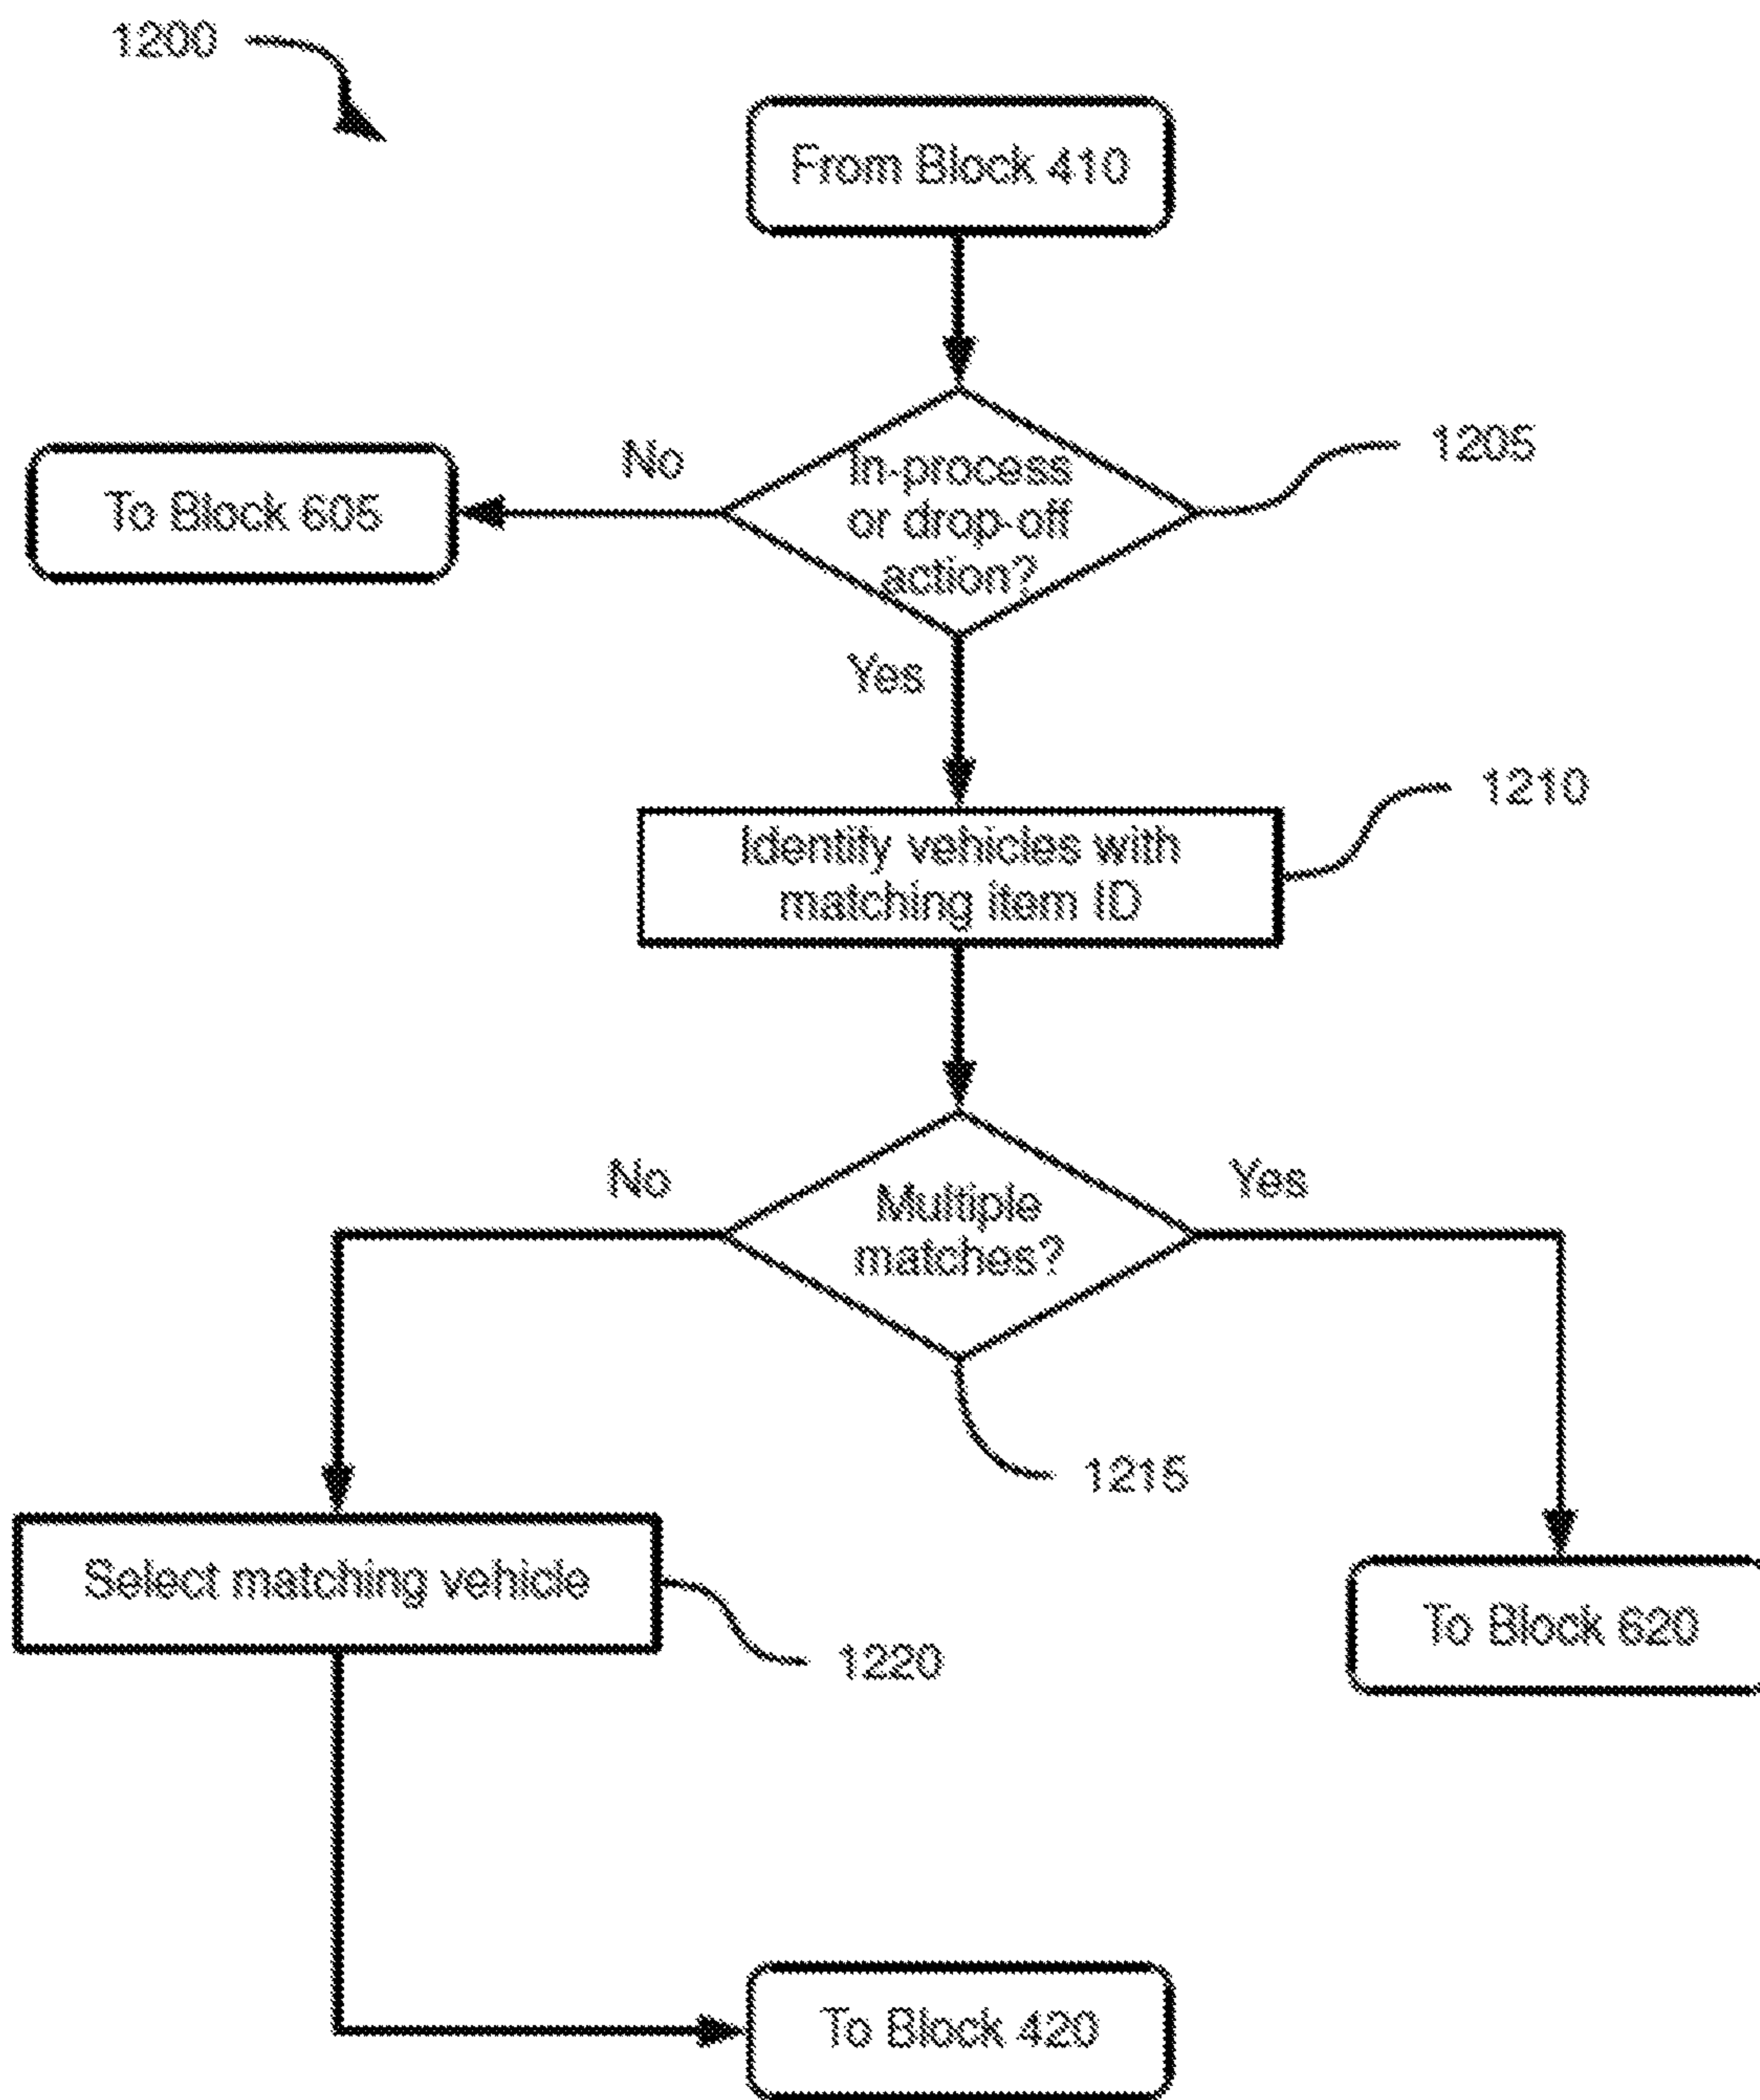 1200
From Block 410
No
In-process
or drop-off
action?
1205
To Block 605
Yes
Identify vehicles with
matching item ID
1210
No
Multiple
matches?
Yes
1215
Select matching vehicle
1220
To Block 620
To Block 420